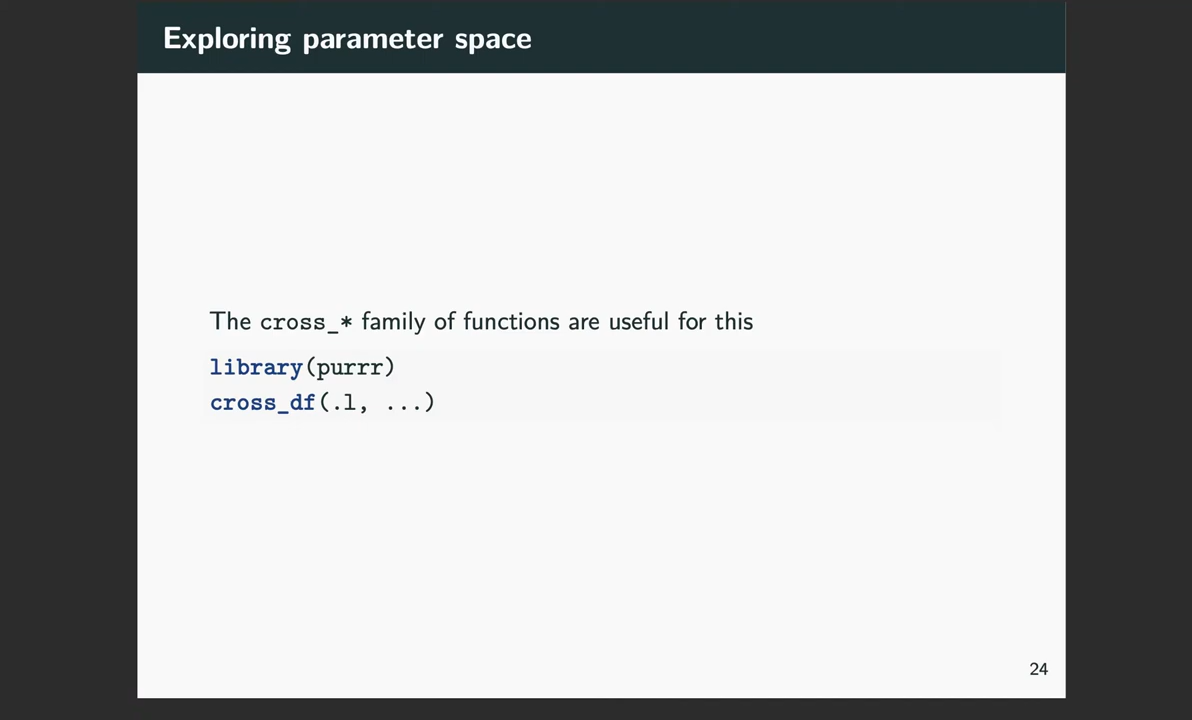 Exploring parameter space
The cross_* family of functions are useful for this
library(purrr)
cross_df(.l, ...)
24